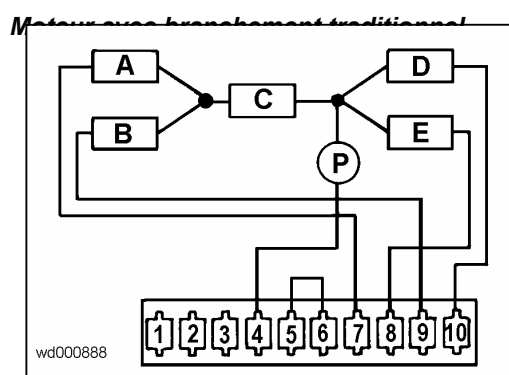 Moteur avec branchement traditionnel
A D
C
B E
P
1 2 3 4 5 6 7 8 9 10
wd000888